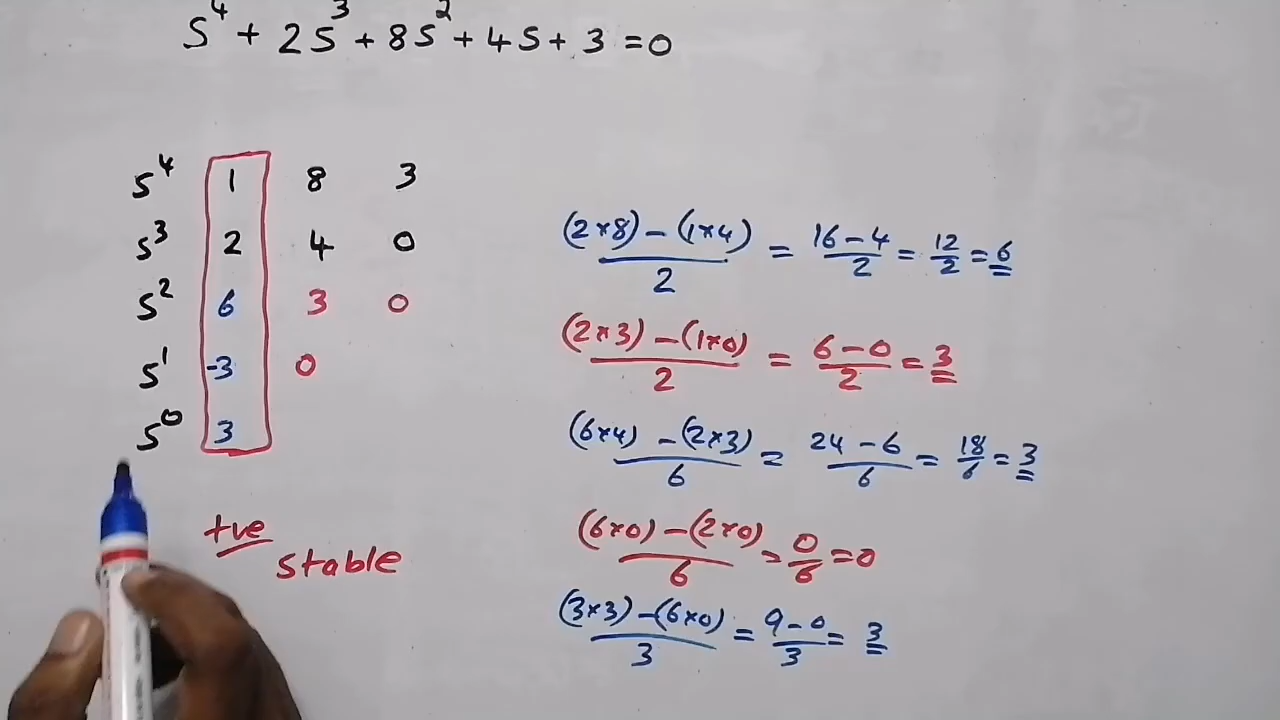 S⁴ + 2S³ + 8S² + 4S + 3 = 0
S⁴ 1 8 3
S³ 2 4 0
S² 6 3 0
S¹ -3 0
S⁰ 3
+ve
stable
(2×8) - (1×4) / 2 = 16 - 4 / 2 = 12 / 2 = 6
(2×3) - (1×0) / 2 = 6 - 0 / 2 = 3
(6×4) - (2×3) / 6 = 24 - 6 / 6 = 18 / 6 = 3
(6×0) - (2×0) / 6 = 0 / 6 = 0
(3×3) - (6×0) / 3 = 9 - 0 / 3 = 3